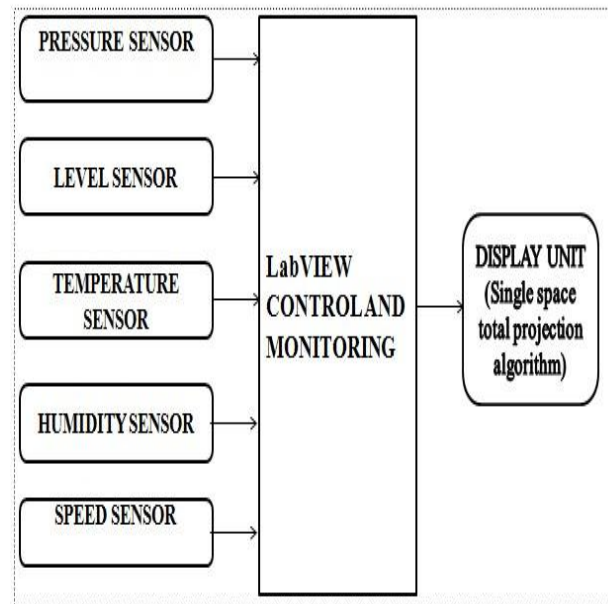 PRESSURE SENSOR
LEVEL SENSOR
TEMPERATURE
SENSOR
HUMIDITY SENSOR
SPEED SENSOR
LabVIEW
CONTROLAND
MONITORING
DISPLAY UNIT
(Single space
total projection
algorithm)